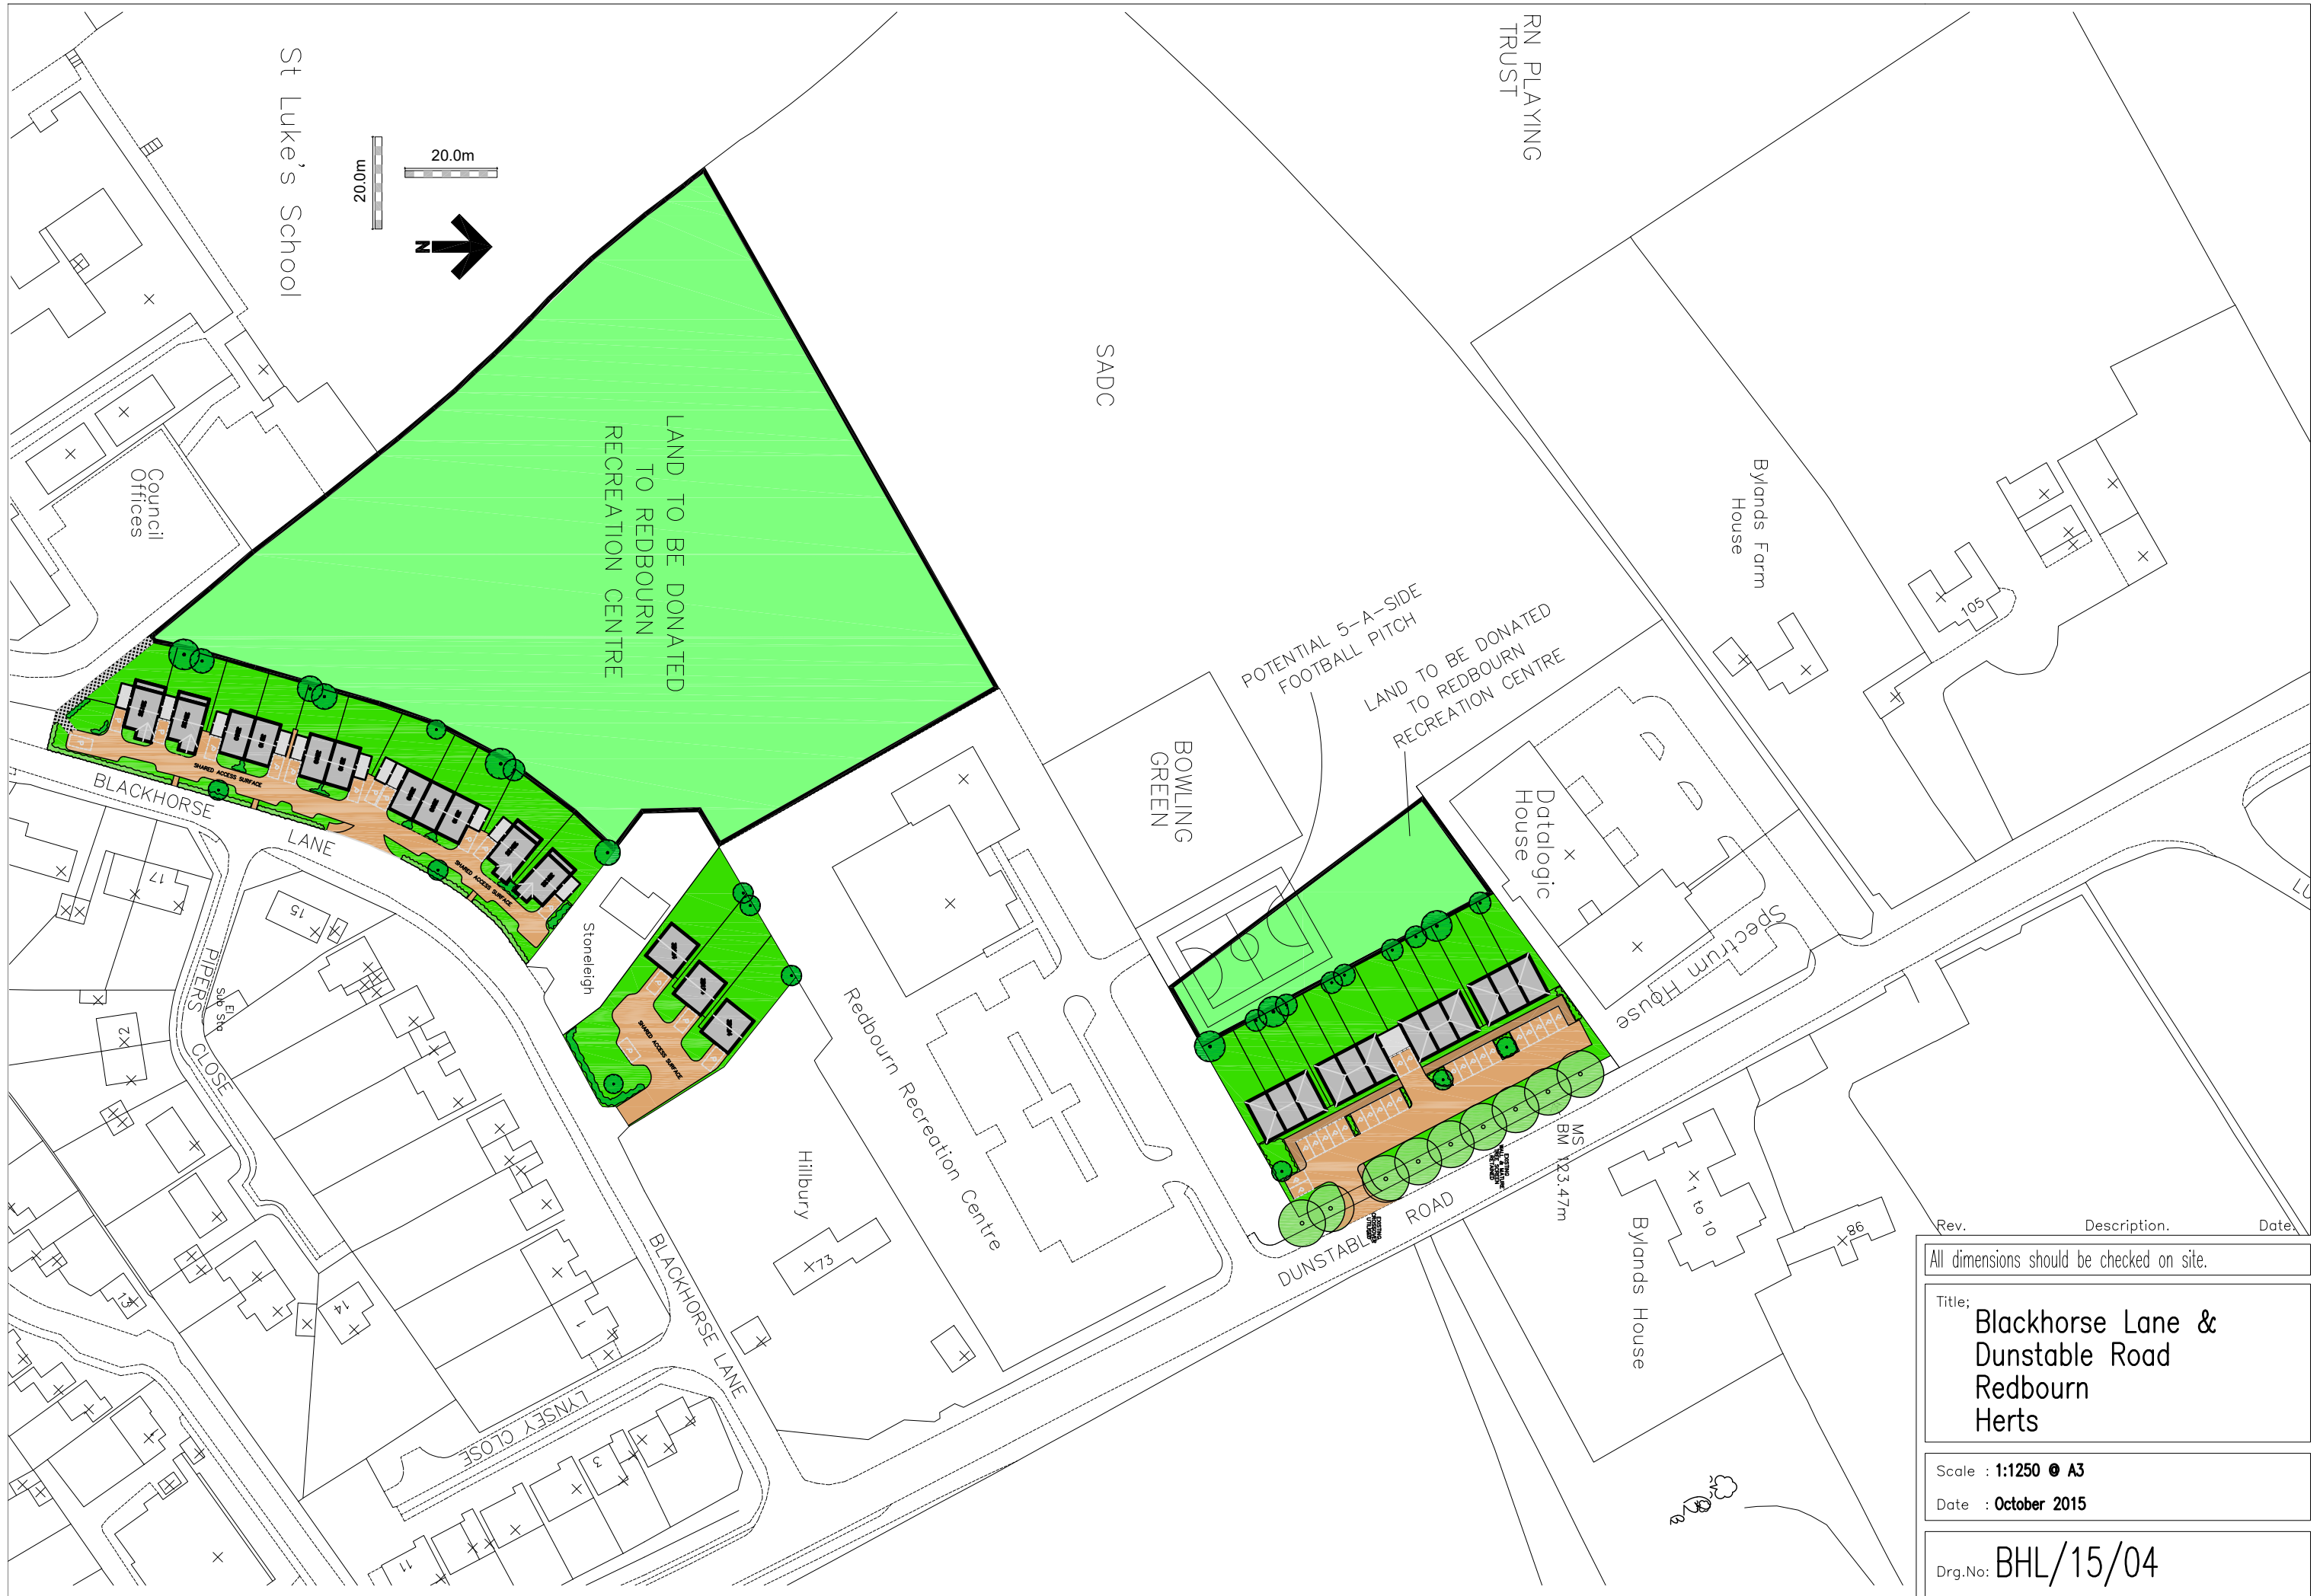 St Luke's School
20.0m
20.0m
N
RN PLAYING
TRUST
SADC
LAND TO BE DONATED
TO REDBOURN
RECREATION CENTRE
Council
Offices
Bylands Farm
House
105
POTENTIAL 5-A-SIDE
FOOTBALL PITCH
LAND TO BE DONATED
TO REDBOURN
RECREATION CENTRE
BOWLING
GREEN
Datalogic
House
Spectrum House
BLACKHORSE
LANE
SHARED ACCESS SURFACE
SHARED ACCESS SURFACE
SHARED ACCESS SURFACE
Stoneleigh
17
15
PIPERS
CLOSE
El
Sub Sta
2
Redbourn Recreation Centre
Hillbury
73
BLACKHORSE LANE
DUNSTABLE
ROAD
MS
BM 123.47m
1 to 10
86
Bylands House
LYNSEY CLOSE
13
14
1
3
11
Rev.
Description.
Date.
All dimensions should be checked on site.
Title;
Blackhorse Lane &
Dunstable Road
Redbourn
Herts
Scale : 1:1250 @ A3
Date : October 2015
Drg.No: BHL/15/04